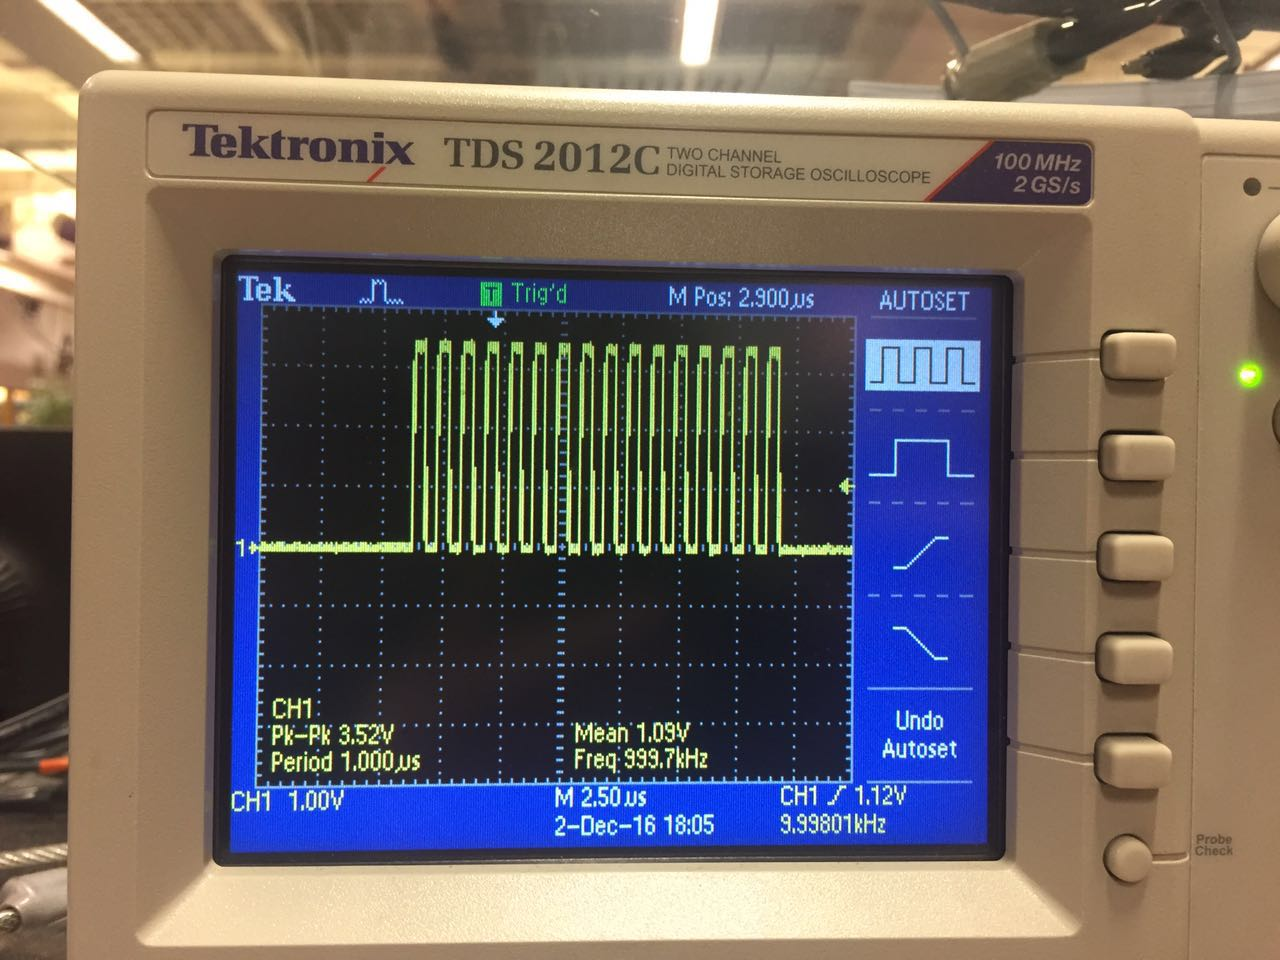 Tektronix TDS 2012C TWO CHANNEL
DIGITAL STORAGE OSCILLOSCOPE
100 MHz
2 GS/s
Tek T Trig'd M Pos: 2.900µs AUTOSET
1
CH1
Pk-Pk 3.52V Mean 1.09V
Period 1.000µs Freq 999.7kHz
Undo
Autoset
CH1 1.00V M 2.50µs CH1 1.12V
2-Dec-16 18:05 9.99801kHz
Probe
Check